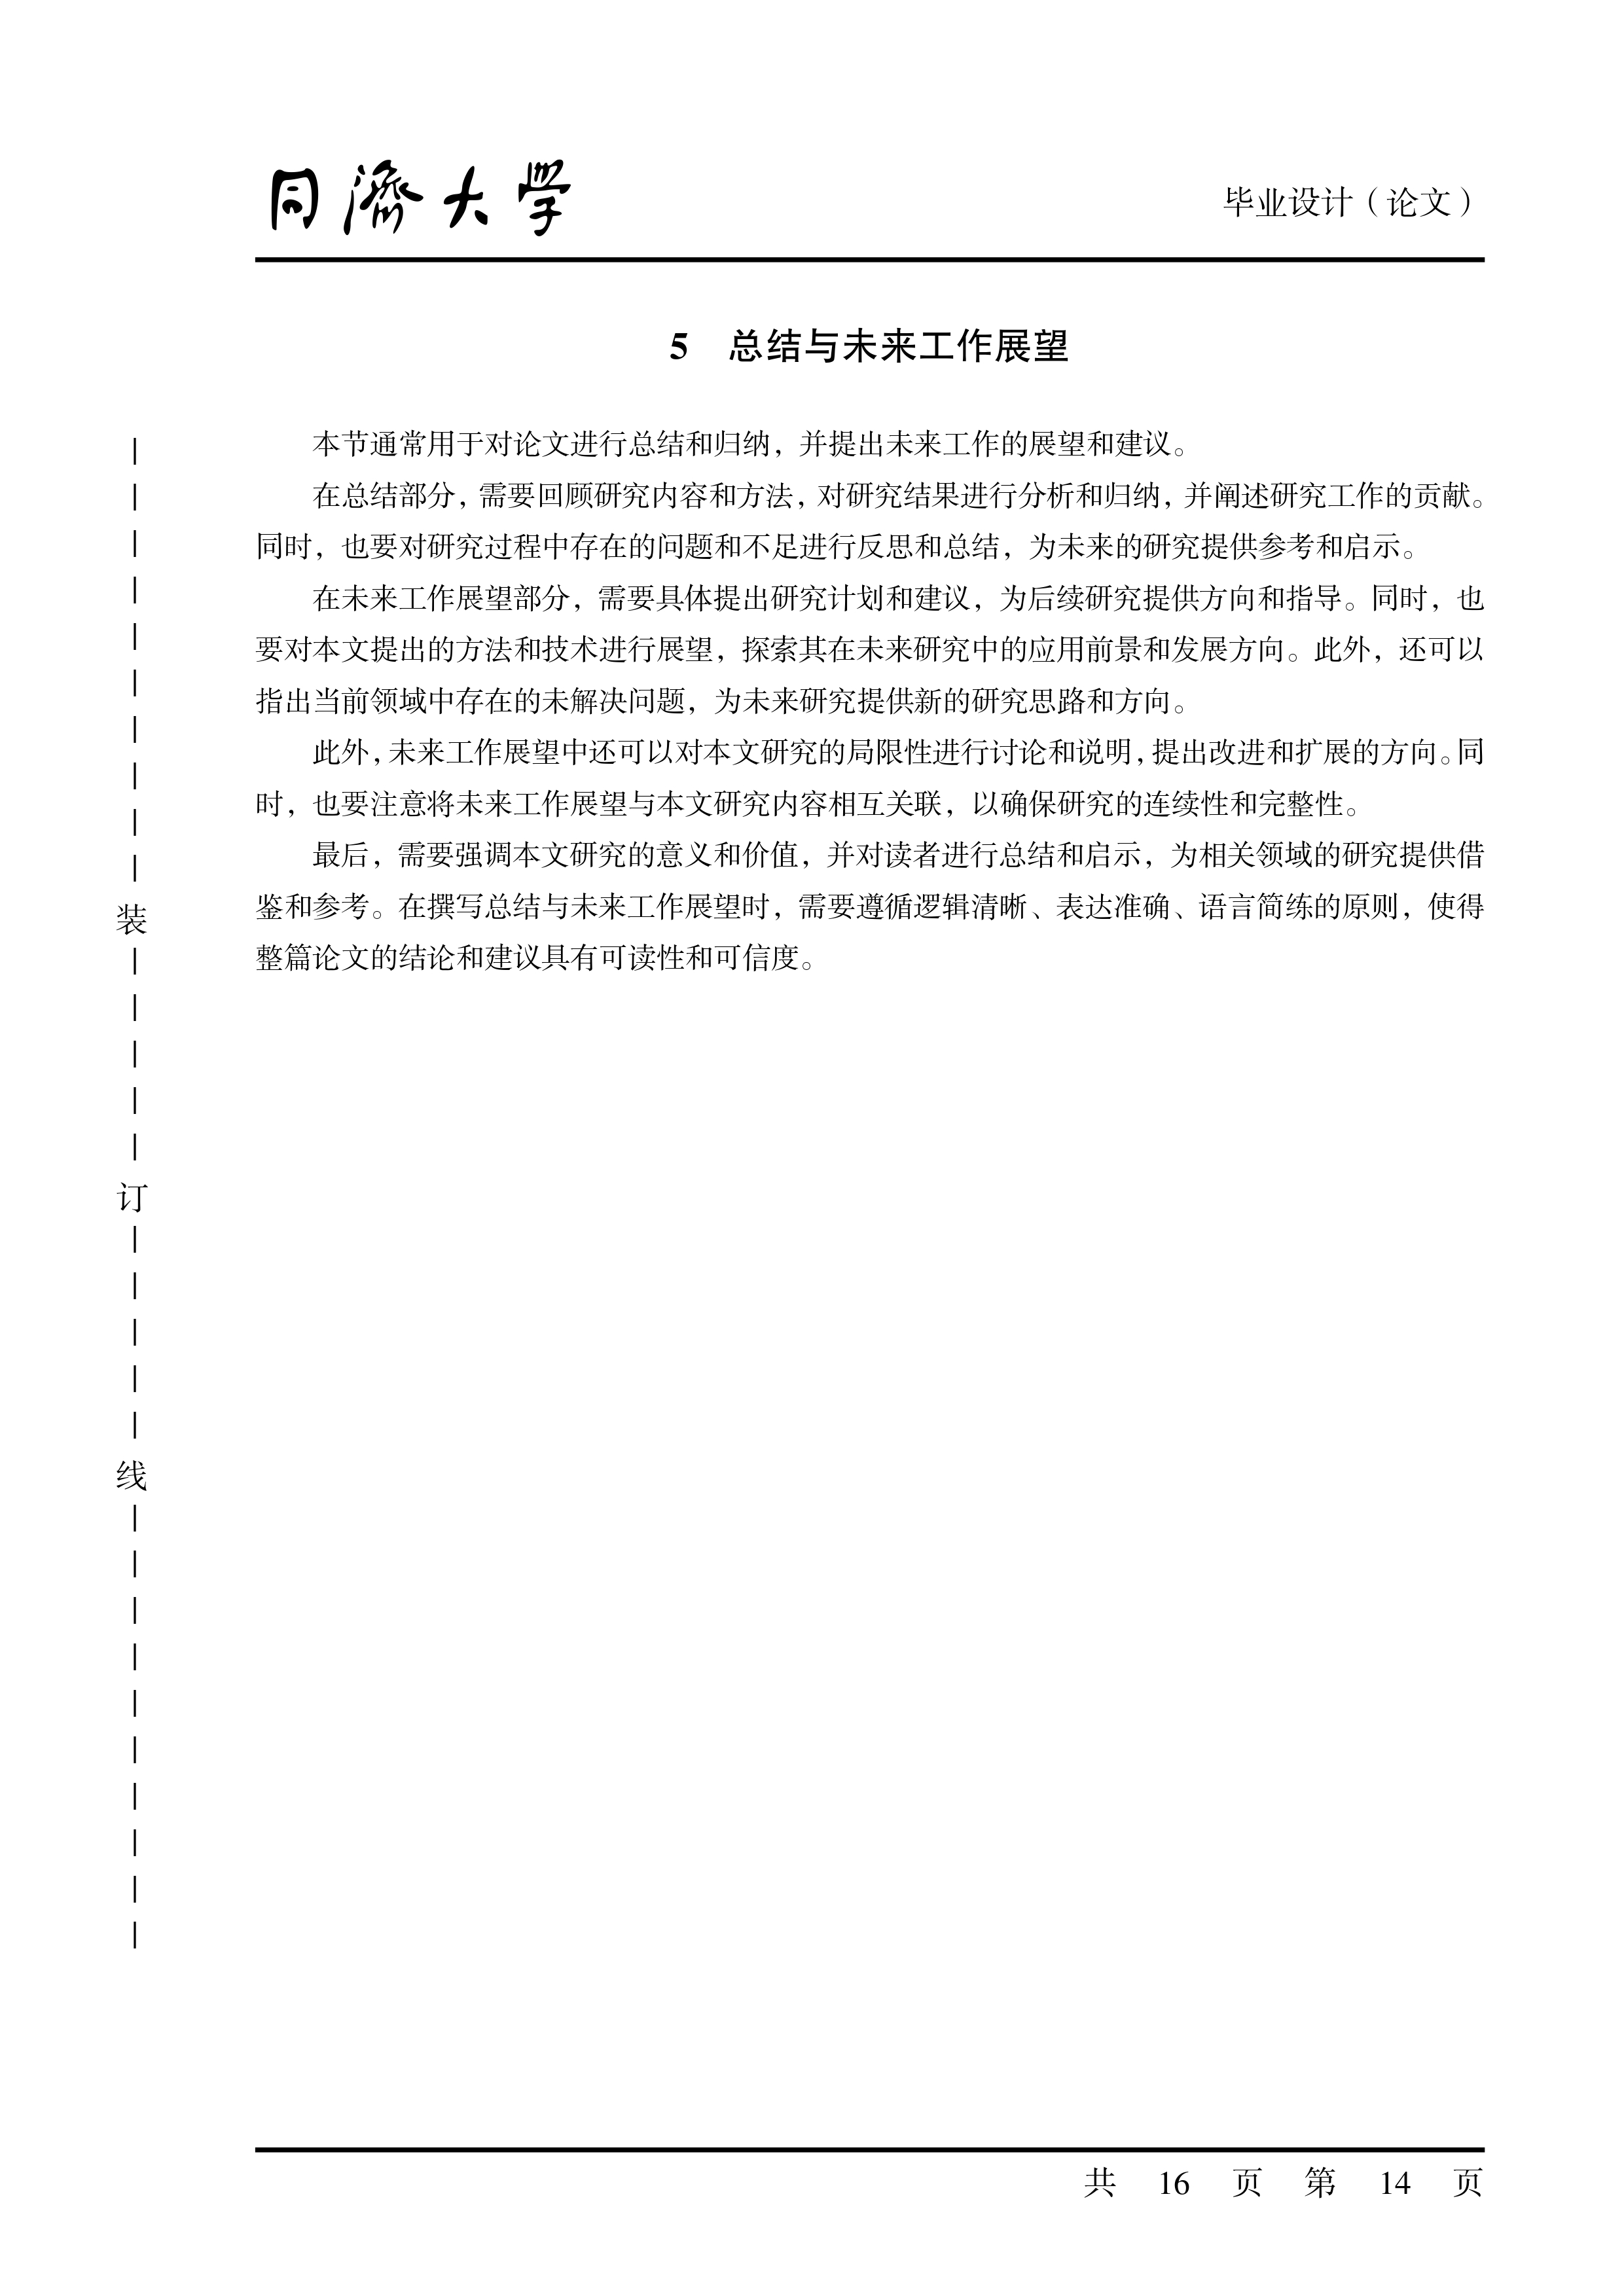 同濟大学
毕业设计（论文）
5 总结与未来工作展望
本节通常用于对论文进行总结和归纳，并提出未来工作的展望和建议。
在总结部分，需要回顾研究内容和方法，对研究结果进行分析和归纳，并阐述研究工作的贡献。
同时，也要对研究过程中存在的问题和不足进行反思和总结，为未来的研究提供参考和启示。
在未来工作展望部分，需要具体提出研究计划和建议，为后续研究提供方向和指导。同时，也
要对本文提出的方法和技术进行展望，探索其在未来研究中的应用前景和发展方向。此外，还可以
指出当前领域中存在的未解决问题，为未来研究提供新的研究思路和方向。
此外，未来工作展望中还可以对本文研究的局限性进行讨论和说明，提出改进和扩展的方向。同
时，也要注意将未来工作展望与本文研究内容相互关联，以确保研究的连续性和完整性。
最后，需要强调本文研究的意义和价值，并对读者进行总结和启示，为相关领域的研究提供借
鉴和参考。在撰写总结与未来工作展望时，需要遵循逻辑清晰、表达准确、语言简练的原则，使得
整篇论文的结论和建议具有可读性和可信度。
装
订
线
共 16 页 第 14 页